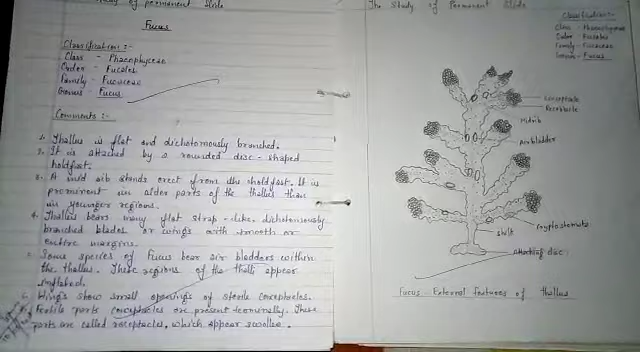 Study of permanent Slide
Fucus
Classification :-
Class - Phaeophyceae
Order - Fucales
Family - Fucaceae
Genus - Fucus
Comments :-
1. Thallus is flat and dichotomously branched.
2. It is attached by a rounded disc-shaped
holdfast.
3. A mid rib stands erect from the holdfast. It is
prominent in older parts of the thallus than
in younger regions.
4. Thallus bears many flat strap-like, dichotomously
branched blades or wings with smooth or
entire margins.
5. Some species of Fucus bear air bladders within
the thallus. These regions of the thalli appear
inflated.
Wings show small openings of sterile conceptacles.
Fertile parts conceptacles are present terminally. These
parts are called receptacles, which appear swollen.
The Study of Permanent Slide
Classification:-
Class - Phaeophyceae
Order - Fucales
Family - Fucaceae
Genus - Fucus
Conceptacle
Receptacle
Midrib
Air bladder
Cryptostomata
Stalk
Attaching disc
Fucus - External features of thallus